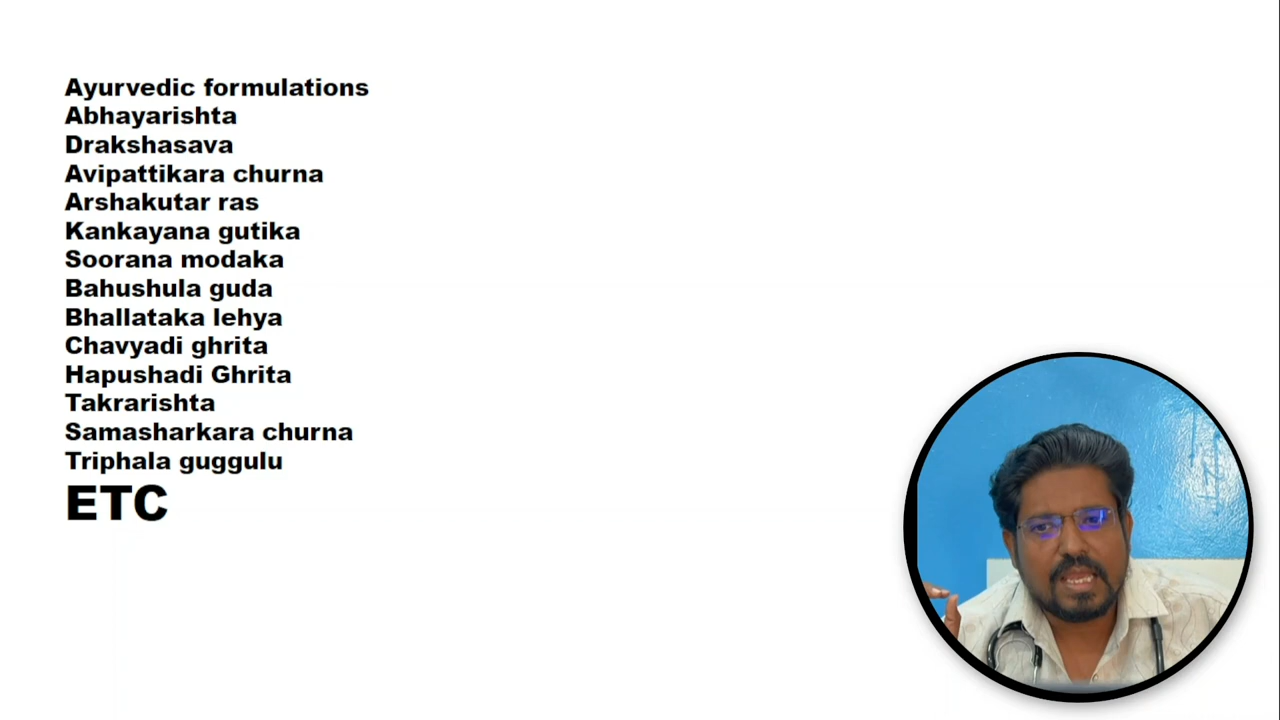 Ayurvedic formulations
Abhayarishta
Drakshasava
Avipattikara churna
Arshakutar ras
Kankayana gutika
Soorana modaka
Bahushula guda
Bhallataka lehya
Chavyadi ghrita
Hapushadi Ghrita
Takrarishta
Samasharkara churna
Triphala guggulu
ETC